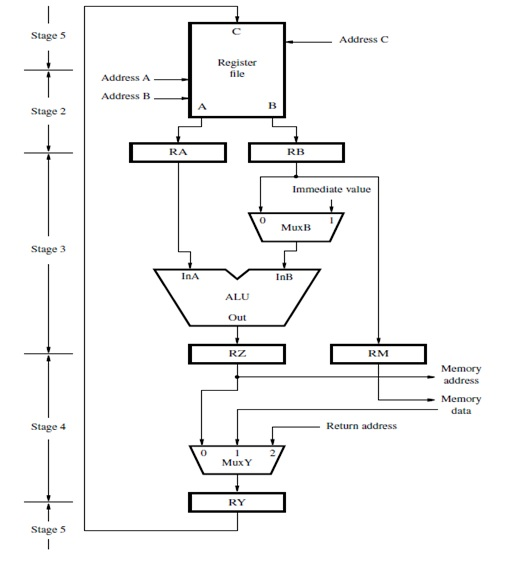 Stage 5
C
Address C
Register
file
Address A
Address B
Stage 2
A
B
RA
RB
Immediate value
0
1
MuxB
Stage 3
InA
InB
ALU
Out
RZ
RM
Memory
address
Memory
data
Return address
Stage 4
0
1
2
MuxY
RY
Stage 5